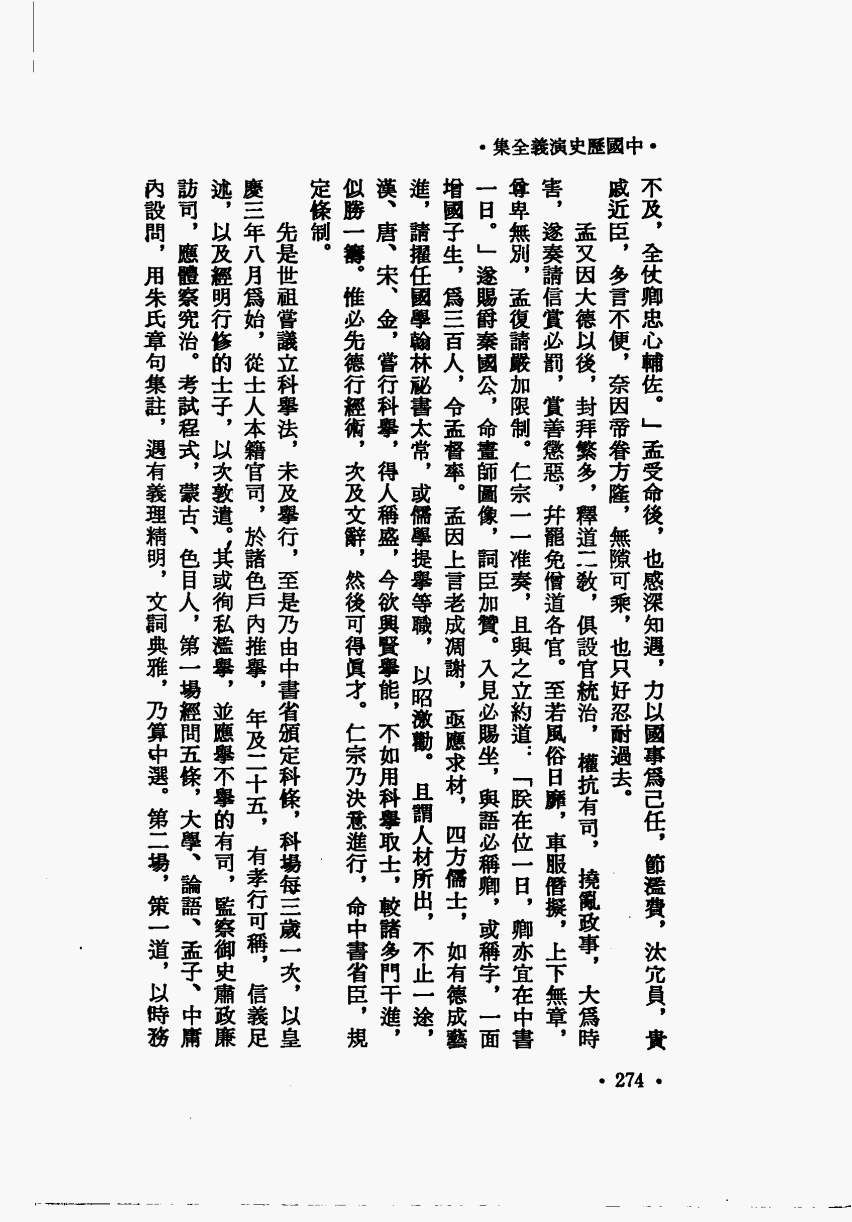 ·中國歷史演義全集·
不及，全仗卿忠心輔佐。」孟受命後，也感深知遇，力以國事爲己任，節濫費，汰宂員，貴
戚近臣，多言不便，奈因帝眷方隆，無隙可乘，也只好忍耐過去。
孟又因大德以後，封拜繁多，釋道二敎，俱設官統治，權抗有司，撓亂政事，大爲時
害，遂奏請信賞必罰，賞善懲惡，幷罷免僧道各官。至若風俗日靡，車服僭擬，上下無章，
尊卑無別，孟復請嚴加限制。仁宗一一准奏，且與之立約道：「朕在位一日，卿亦宜在中書
一日。」遂賜爵秦國公，命畫師圖像，詞臣加贊。入見必賜坐，與語必稱卿，或稱字，一面
增國子生，爲三百人，令孟督率。孟因上言老成凋謝，亟應求材，四方儒士，如有德成藝
進，請擢任國學翰林祕書太常，或儒學提擧等職，以昭激勸。且謂人材所出，不止一途，
漢、唐、宋、金，嘗行科擧，得人稱盛，今欲興賢擧能，不如用科擧取士，較諸多門干進，
似勝一籌。惟必先德行經術，次及文辭，然後可得眞才。仁宗乃決意進行，命中書省臣，規
定條制。
先是世祖嘗議立科擧法，未及擧行，至是乃由中書省頒定科條，科場每三歲一次，以皇
慶三年八月爲始，從士人本籍官司，於諸色戶內推擧，年及二十五，有孝行可稱，信義足
述，以及經明行修的士子，以次敦遣。其或徇私濫擧，並應擧不擧的有司，監察御史肅政廉
訪司，應體察究治。考試程式，蒙古、色目人，第一場經問五條，大學、論語、孟子、中庸
內設問，用朱氏章句集註，遇有義理精明，文詞典雅，乃算中選。第二場，策一道，以時務
·274·